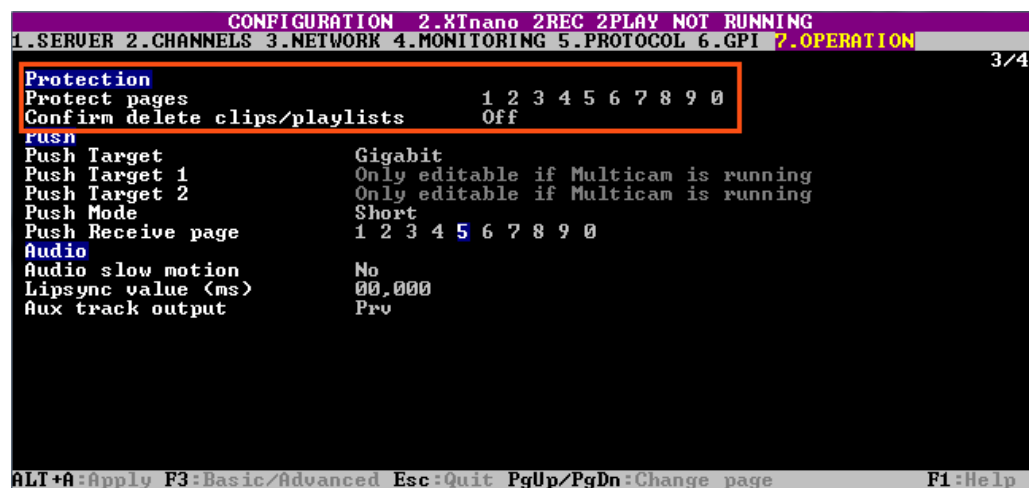 CONFIGURATION 2.XTnano 2REC 2PLAY NOT RUNNING
1.SERVER 2.CHANNELS 3.NETWORK 4.MONITORING 5.PROTOCOL 6.GPI 7.OPERATION
3/4
Protection
Protect pages 1 2 3 4 5 6 7 8 9 0
Confirm delete clips/playlists Off
Push
Push Target Gigabit
Push Target 1 Only editable if Multicam is running
Push Target 2 Only editable if Multicam is running
Push Mode Short
Push Receive page 1 2 3 4 5 6 7 8 9 0
Audio
Audio slow motion No
Lipsync value (ms) 00,000
Aux track output Prv
ALT+A:Apply F3:Basic/Advanced Esc:Quit PgUp/PgDn:Change page F1:Help